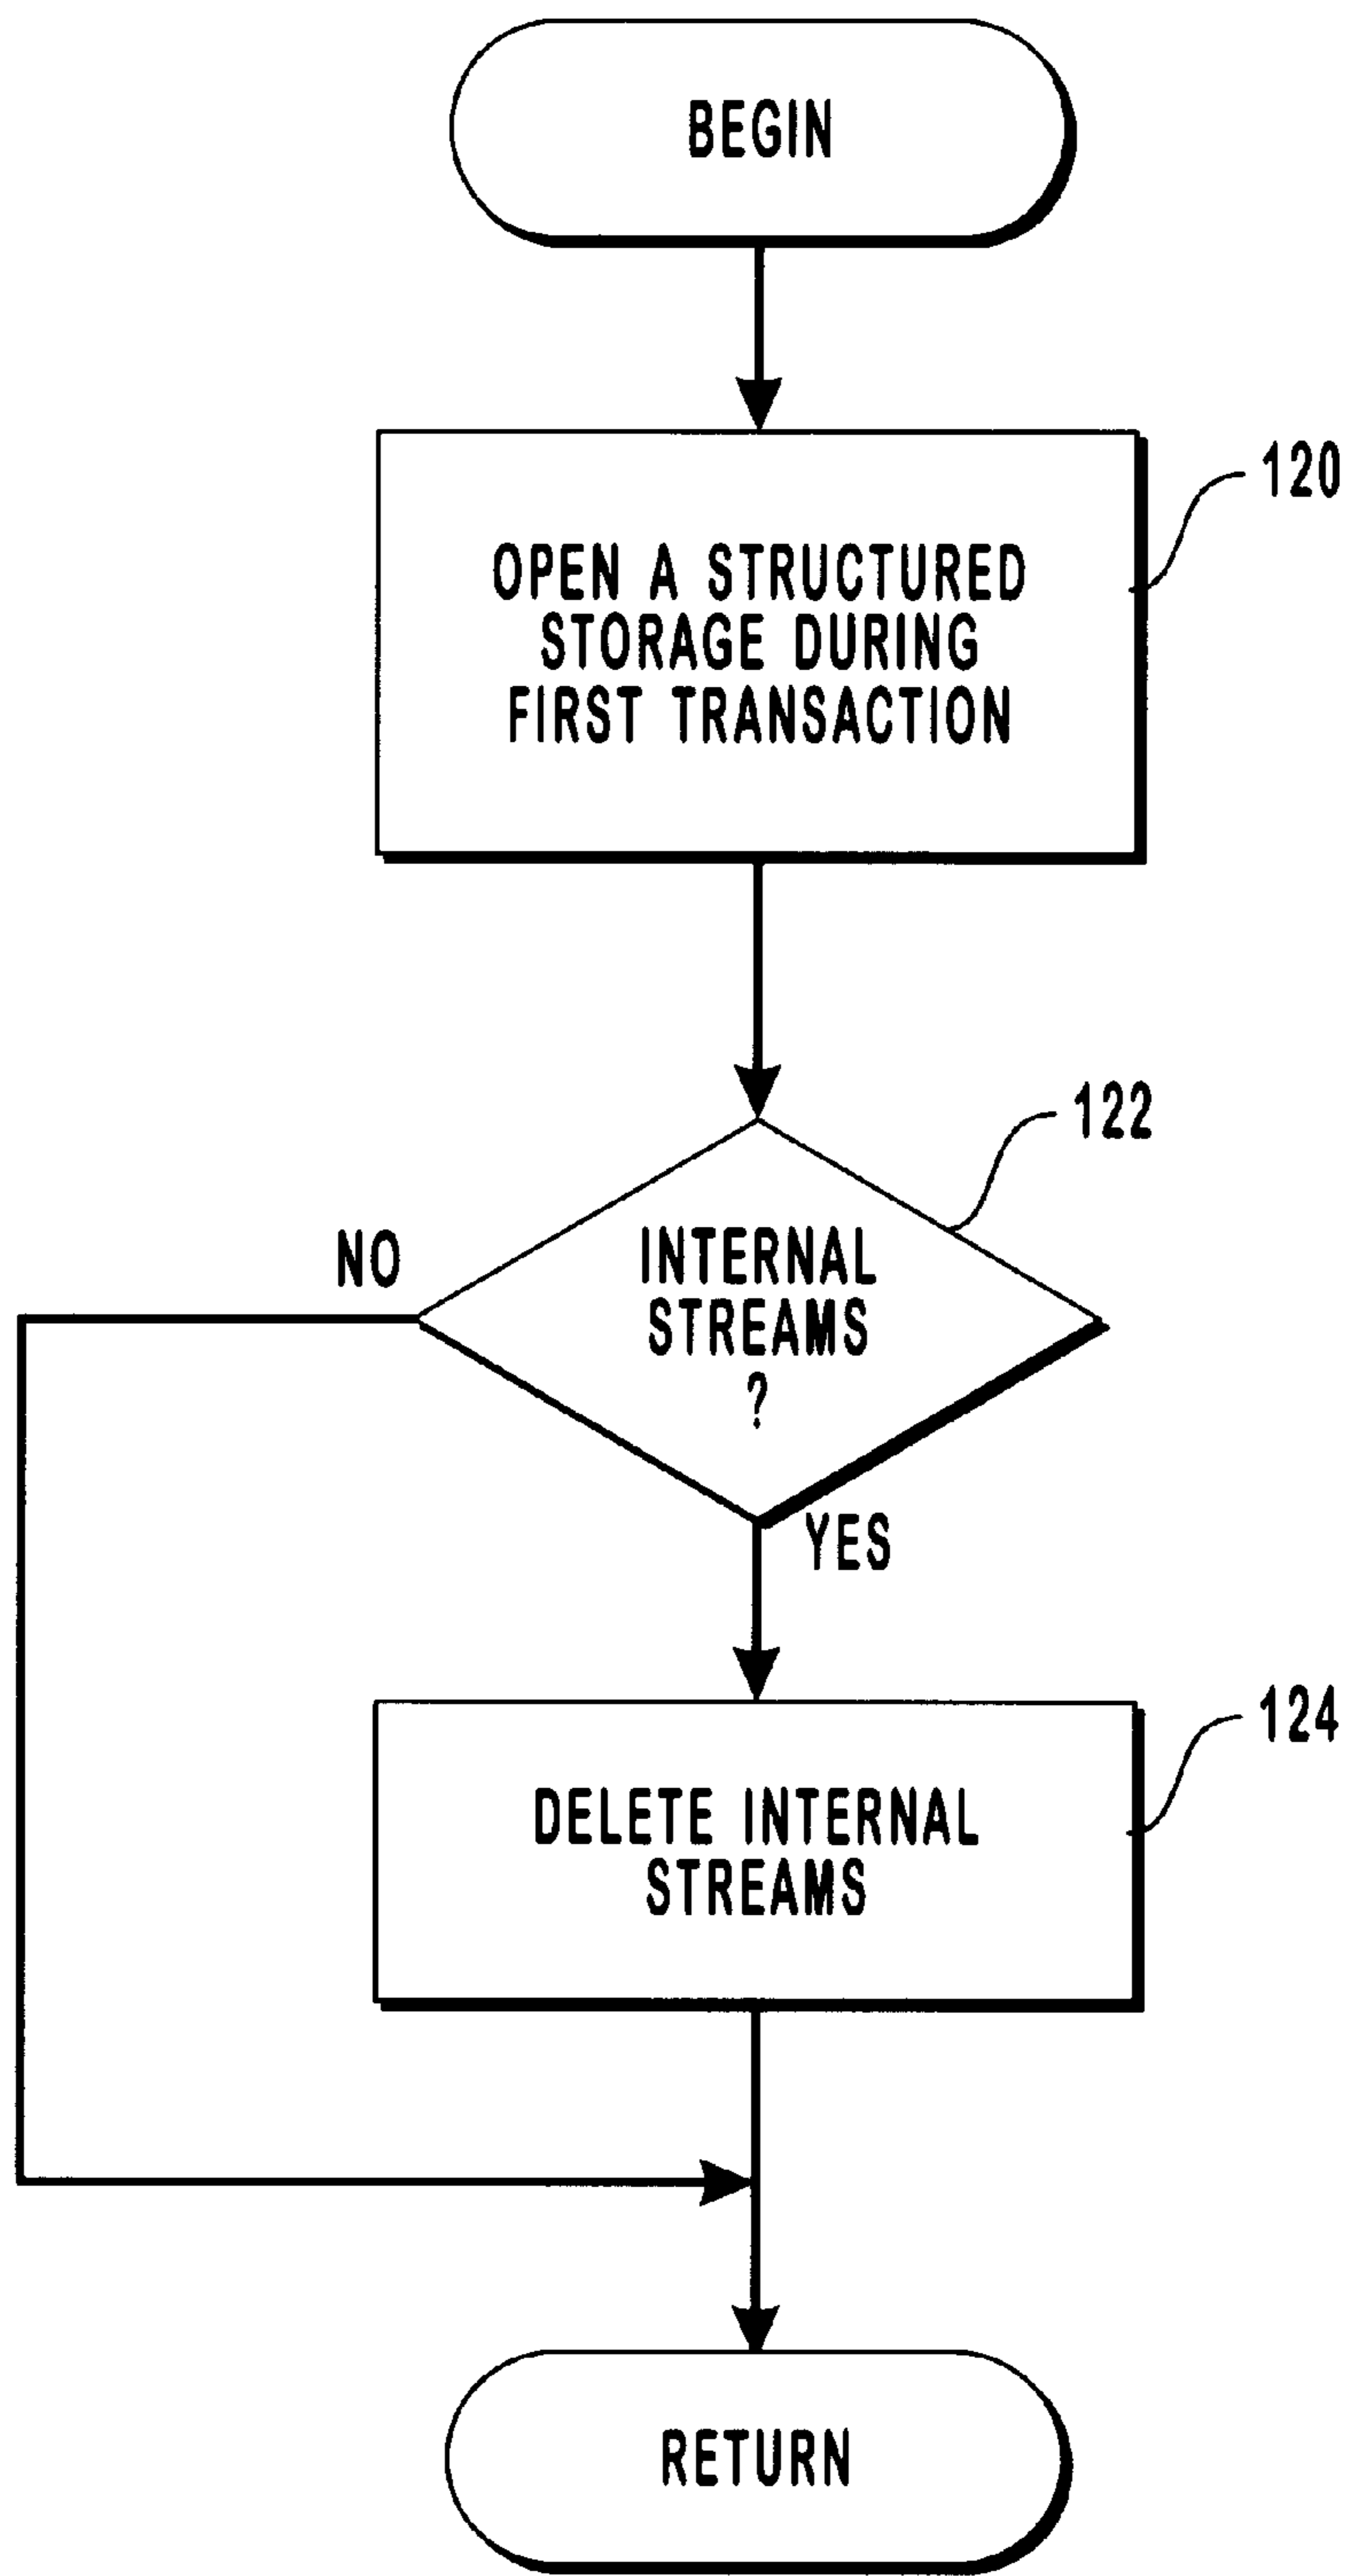 BEGIN
120
OPEN A STRUCTURED
STORAGE DURING
FIRST TRANSACTION
122
NO
INTERNAL
STREAMS
?
YES
124
DELETE INTERNAL
STREAMS
RETURN